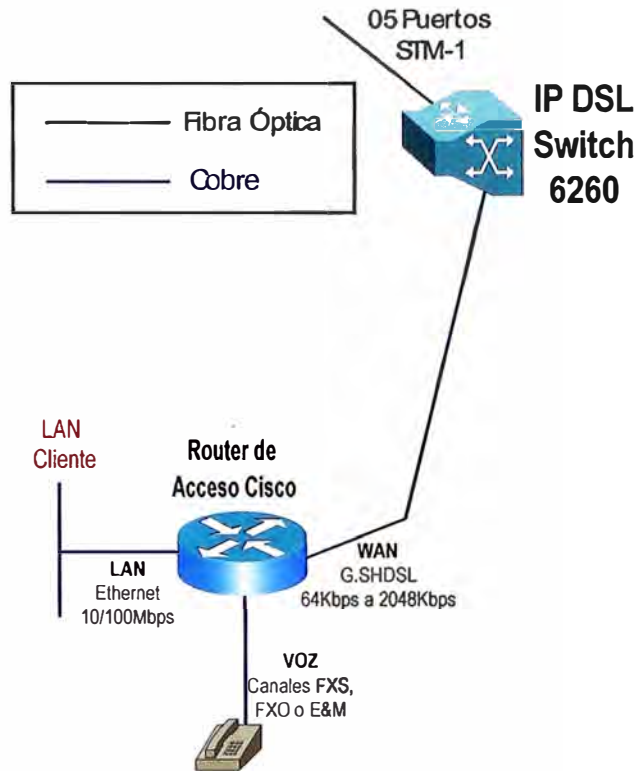 05 Puertos
STM-1
IP DSL
Switch
6260
Fibra Óptica
Cobre
LAN
Cliente
Router de
Acceso Cisco
LAN
Ethernet
10/100Mbps
WAN
G.SHDSL
64Kbps a 2048Kbps
VOZ
Canales FXS,
FXO o E&M